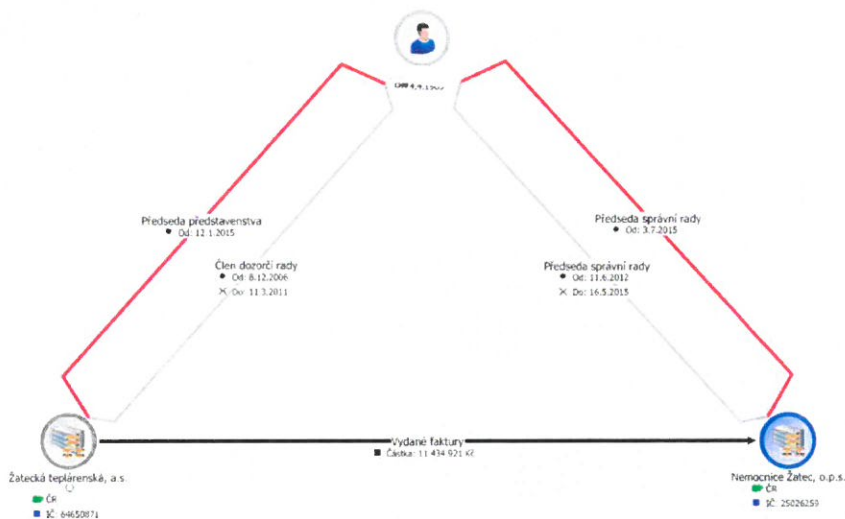 Předseda představenstva
Od: 12.1.2015
Předseda správní rady
Od: 3.7.2015
Člen dozorčí rady
Od: 8.12.2006
Do: 11.3.2011
Předseda správní rady
Od: 11.6.2012
Do: 16.5.2015
Vydané faktury
Částka: 11 434 921 Kč
Žatecká teplárenská, a.s.
ČR
IČ: 64650871
Nemocnice Žatec, o.p.s.
ČR
IČ: 25026259